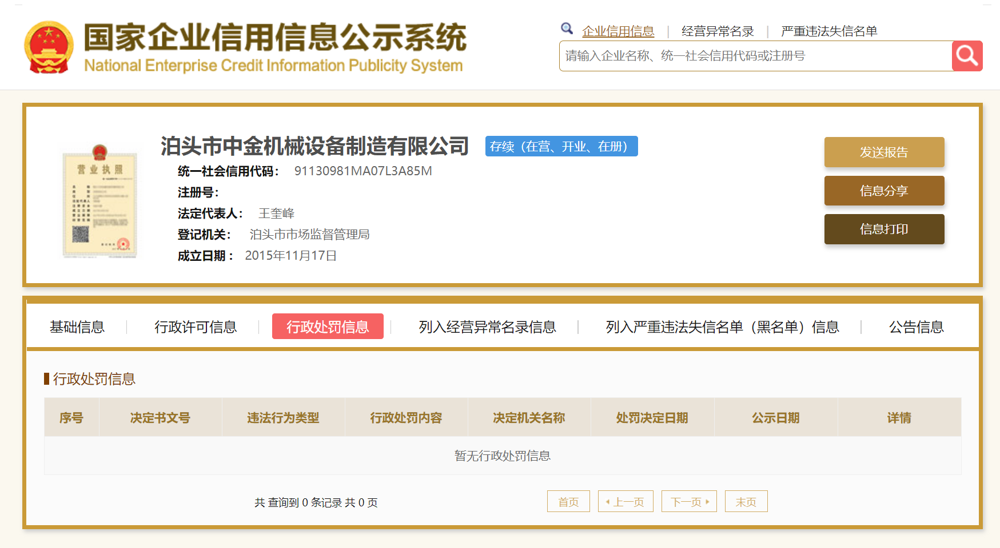 国家企业信用信息公示系统
National Enterprise Credit Information Publicity System
企业信用信息 | 经营异常名录 | 严重违法失信名单
请输入企业名称、统一社会信用代码或注册号
泊头市中金机械设备制造有限公司 存续（在营、开业、在册）
统一社会信用代码： 91130981MA07L3A85M
注册号：
法定代表人： 王奎峰
登记机关： 泊头市市场监督管理局
成立日期： 2015年11月17日
营业执照
发送报告
信息分享
信息打印
基础信息 行政许可信息 行政处罚信息 列入经营异常名录信息 列入严重违法失信名单（黑名单）信息 公告信息
行政处罚信息
序号 决定书文号 违法行为类型 行政处罚内容 决定机关名称 处罚决定日期 公示日期 详情
暂无行政处罚信息
共 查询到 0 条记录 共 0 页 首页 上一页 下一页 末页